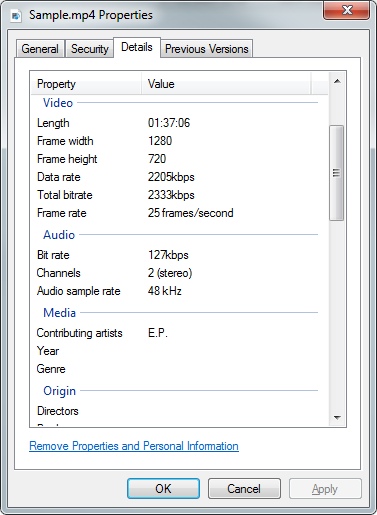 Sample.mp4 Properties
General Security Details Previous Versions
Property Value
Video
Length 01:37:06
Frame width 1280
Frame height 720
Data rate 2205kbps
Total bitrate 2333kbps
Frame rate 25 frames/second
Audio
Bit rate 127kbps
Channels 2 (stereo)
Audio sample rate 48 kHz
Media
Contributing artists E.P.
Year
Genre
Origin
Directors
Remove Properties and Personal Information
OK Cancel Apply